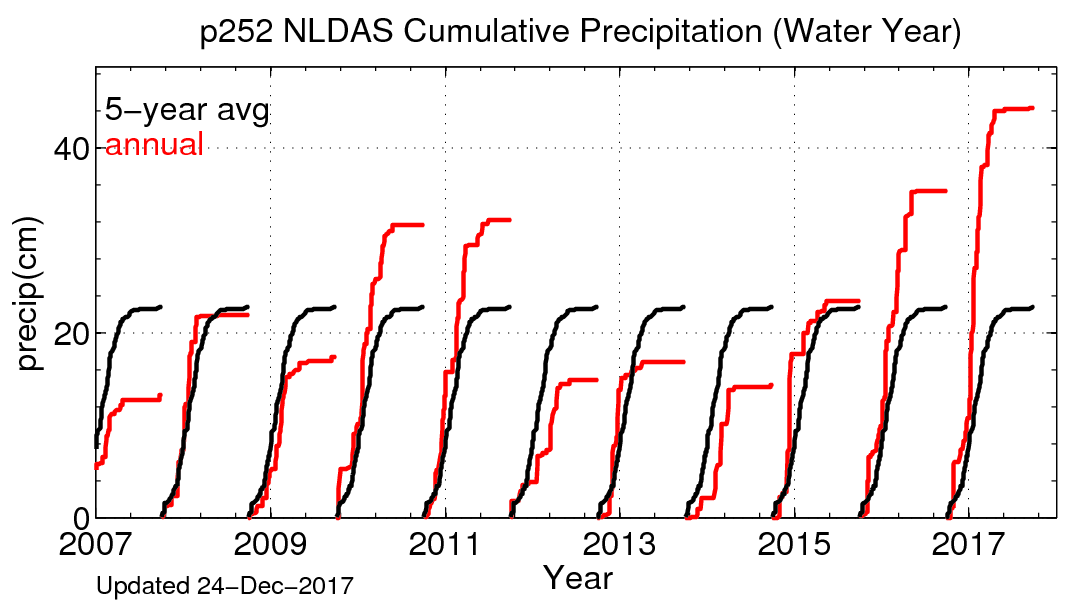 p252 NLDAS Cumulative Precipitation (Water Year)
5−year avg
annual
40
20
0
precip(cm)
2007 2009 2011 2013 2015 2017
Year
Updated 24−Dec−2017